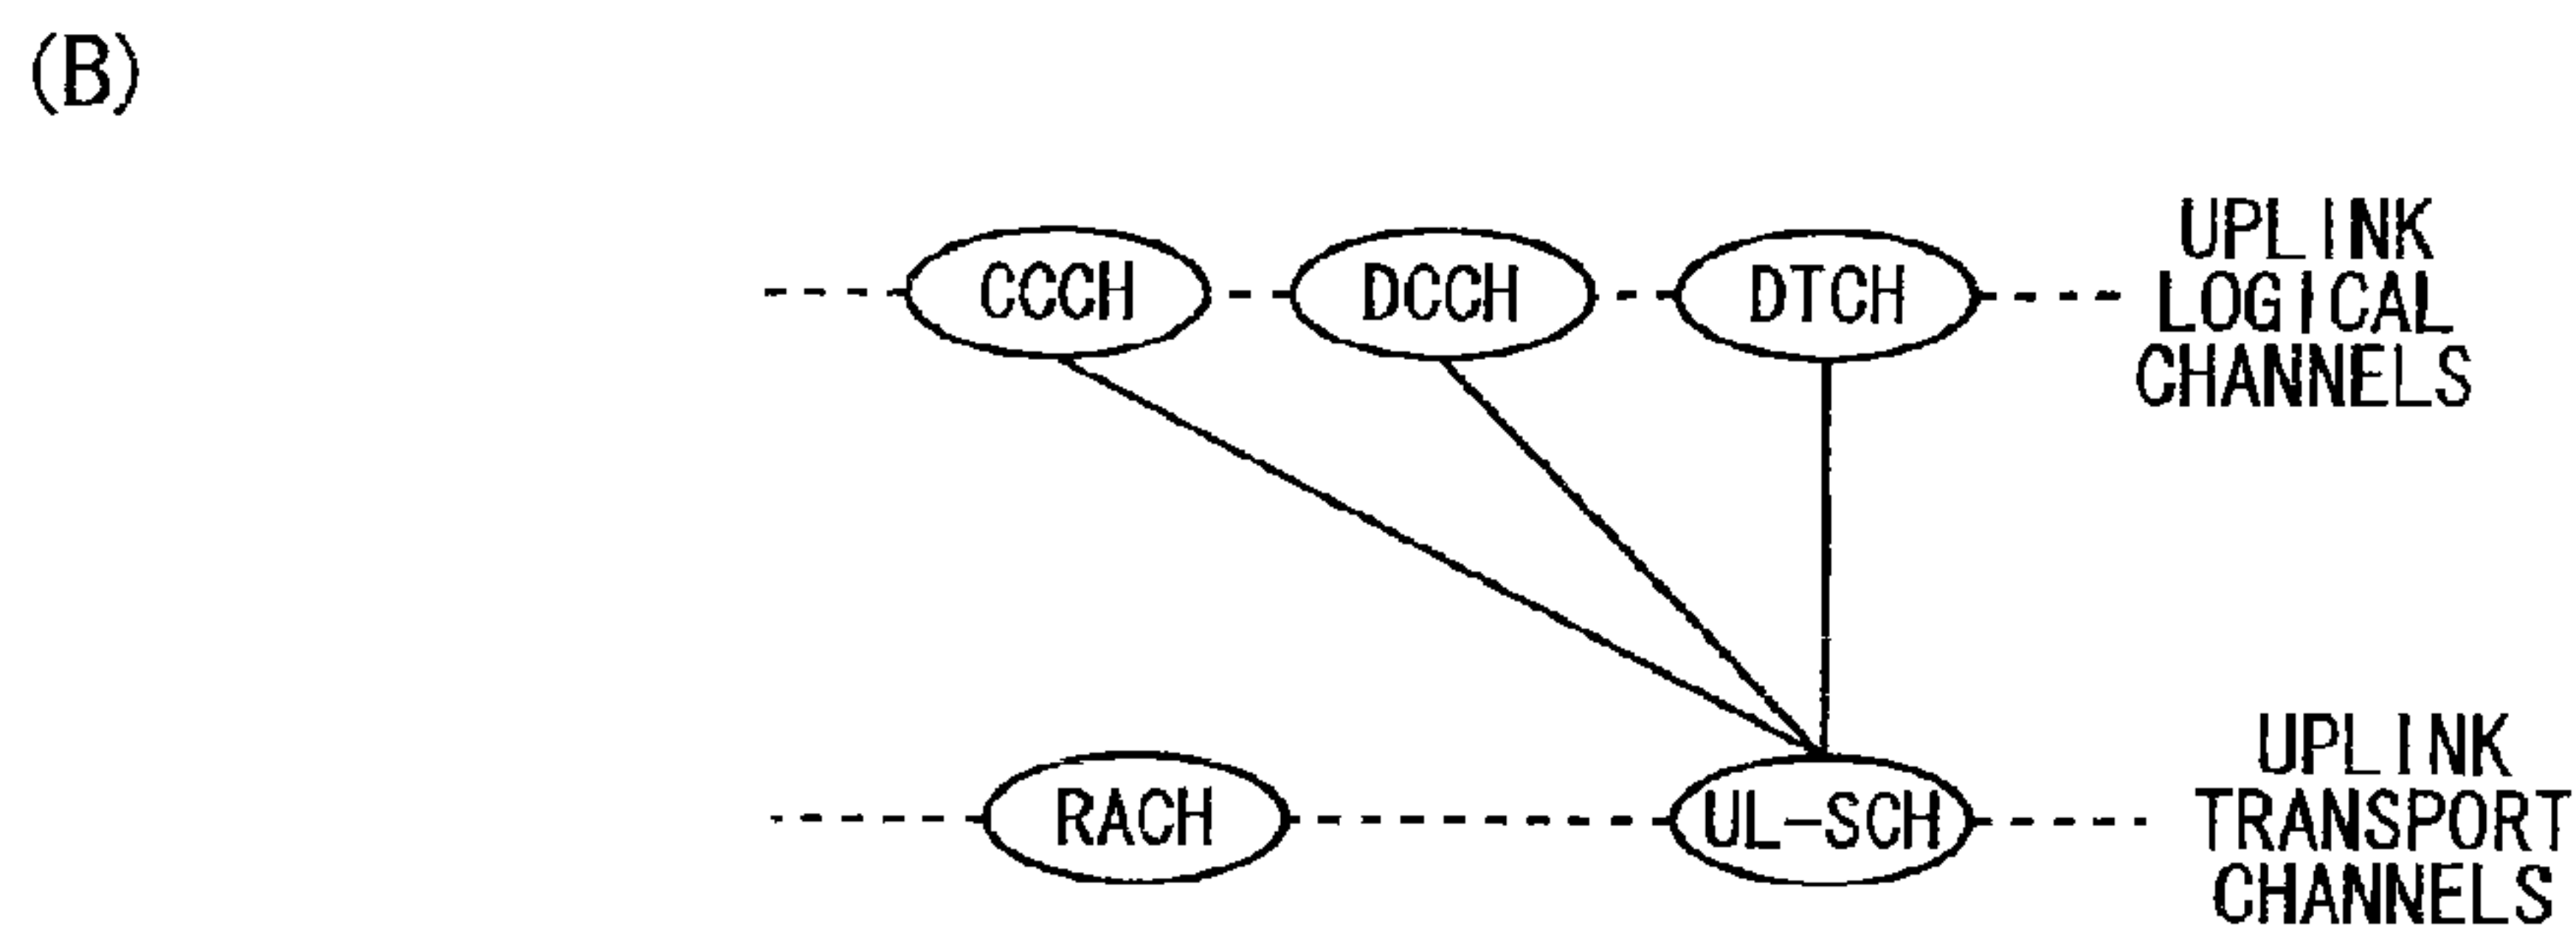 (B)
CCCH
DCCH
DTCH
UPLINK
LOGICAL
CHANNELS
RACH
UL-SCH
UPLINK
TRANSPORT
CHANNELS